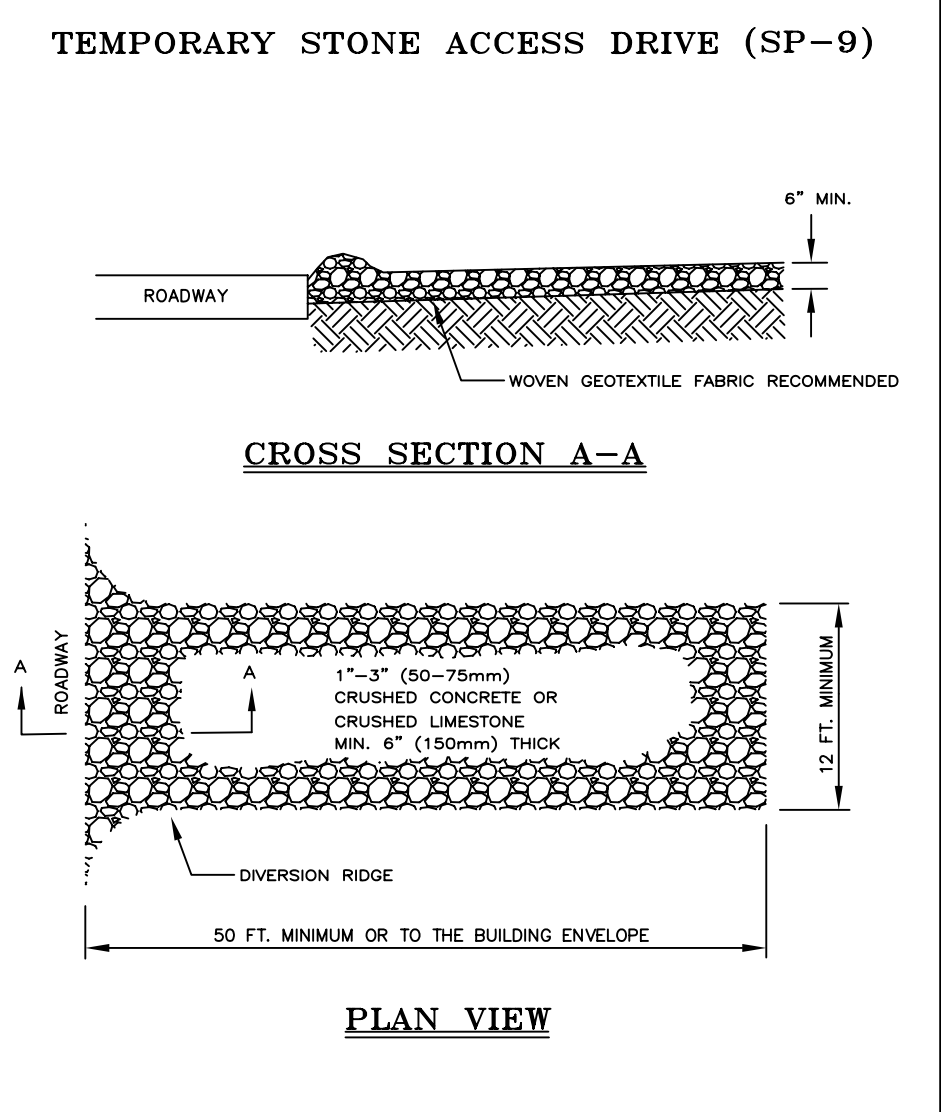 TEMPORARY STONE ACCESS DRIVE (SP-9)
6" MIN.
ROADWAY
WOVEN GEOTEXTILE FABRIC RECOMMENDED
CROSS SECTION A-A
ROADWAY
A
A
1"-3" (50-75mm)
CRUSHED CONCRETE OR
CRUSHED LIMESTONE
MIN. 6" (150mm) THICK
12 FT. MINIMUM
DIVERSION RIDGE
50 FT. MINIMUM OR TO THE BUILDING ENVELOPE
PLAN VIEW